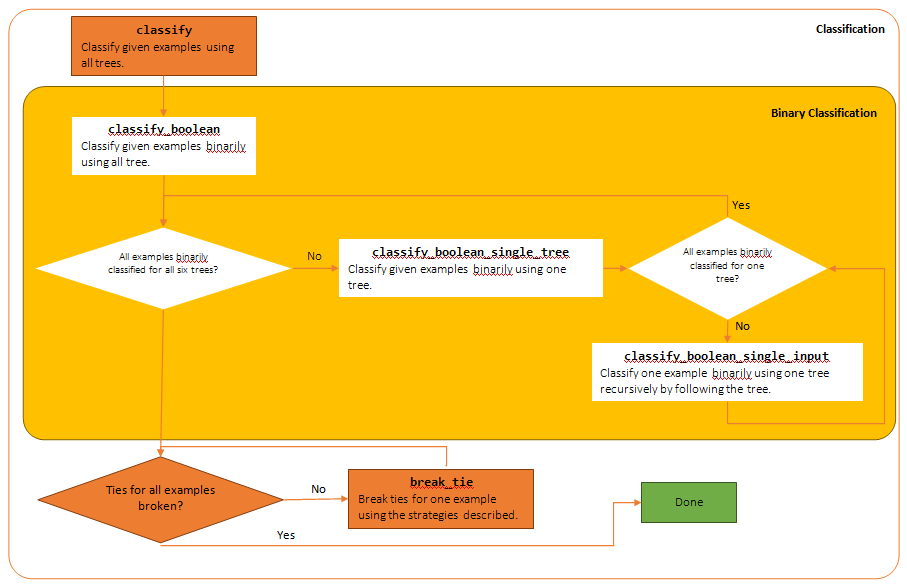 Classification
classify
Classify given examples using
all trees.
Binary Classification
classify_boolean
Classify given examples binarily
using all tree.
Yes
All examples binarily
classified for all six trees?
No
classify_boolean_single_tree
Classify given examples binarily using one
tree.
All examples binarily
classified for one
tree?
No
classify_boolean_single_input
Classify one example binarily using one tree
recursively by following the tree.
Ties for all examples
broken?
No
break_tie
Break ties for one example
using the strategies described.
Done
Yes